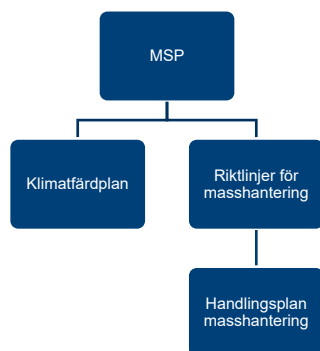 MSP
Klimatfärdplan
Riktlinjer för
masshantering
Handlingsplan
masshantering